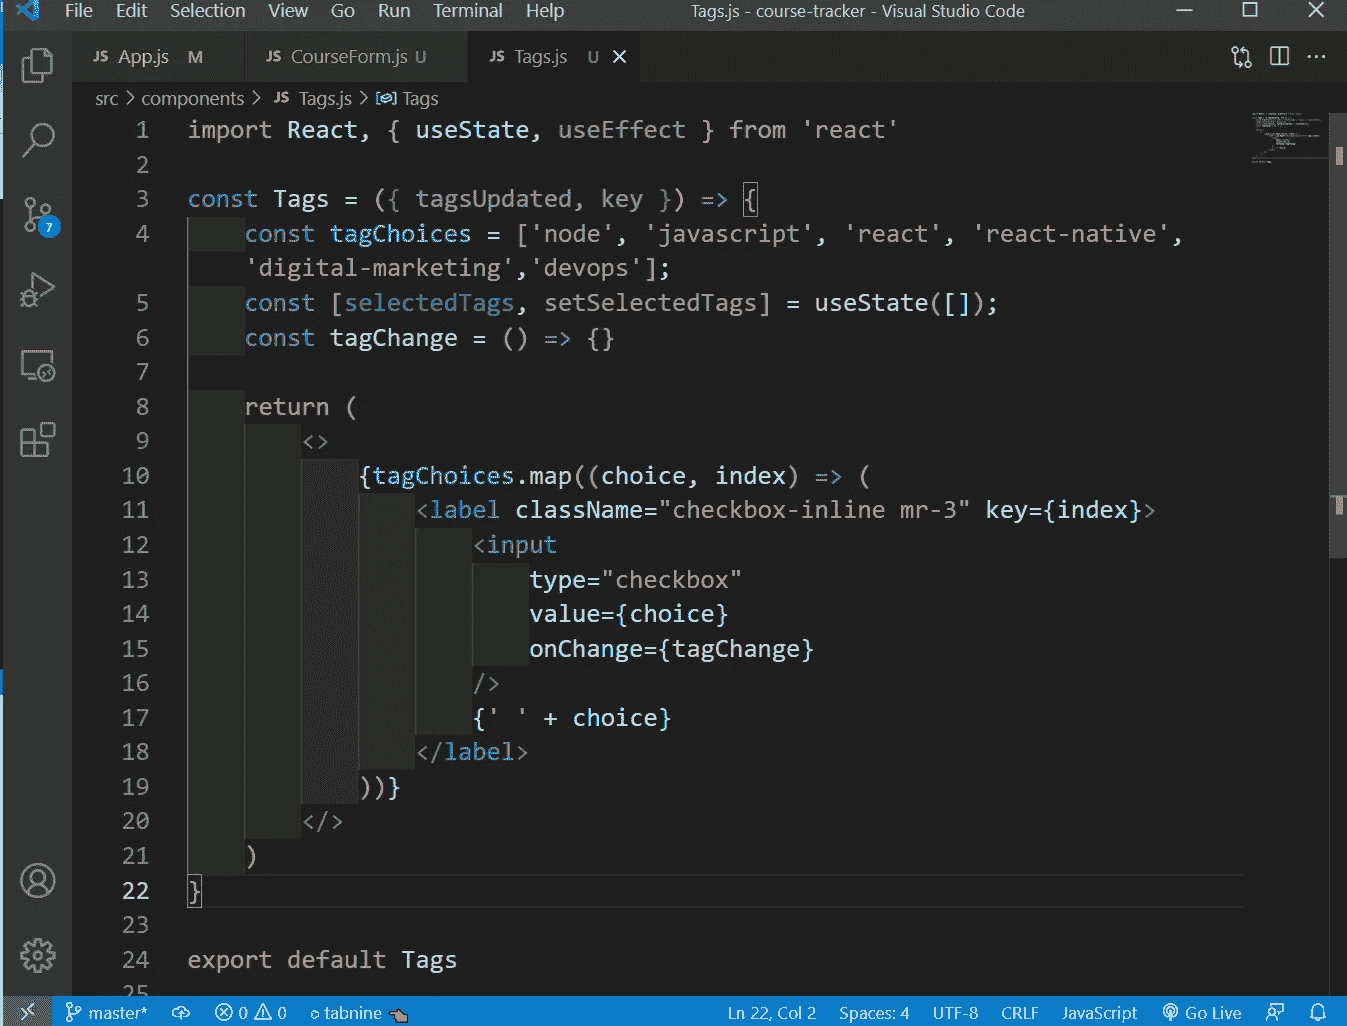 File Edit Selection View Go Run Terminal Help Tags.js - course-tracker - Visual Studio Code
JS App.js M JS CourseForm.js U JS Tags.js U
src > components > JS Tags.js > Tags
1 import React, { useState, useEffect } from 'react'
2
3 const Tags = ({ tagsUpdated, key }) => {
4 const tagChoices = ['node', 'javascript', 'react', 'react-native',
'digital-marketing','devops'];
5 const [selectedTags, setSelectedTags] = useState([]);
6 const tagChange = () => {}
7
8 return (
9 <>
10 {tagChoices.map((choice, index) => (
11 <label className="checkbox-inline mr-3" key={index}>
12 <input
13 type="checkbox"
14 value={choice}
15 onChange={tagChange}
16 />
17 {' ' + choice}
18 </label>
19 ))}
20 </>
21 )
22 }
23
24 export default Tags
25
7
master* 0 0 tabnine Ln 22, Col 2 Spaces: 4 UTF-8 CRLF JavaScript Go Live